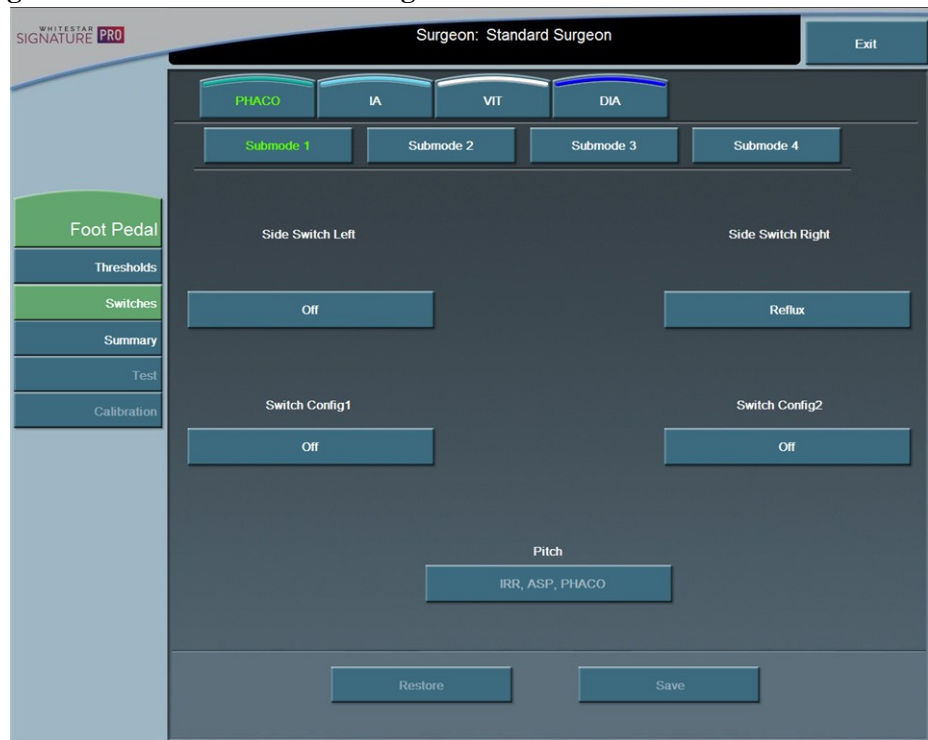 WHITESTAR
SIGNATURE PRO
Surgeon: Standard Surgeon
Exit
PHACO IA VIT DIA
Submode 1 Submode 2 Submode 3 Submode 4
Foot Pedal
Thresholds
Switches
Summary
Test
Calibration
Side Switch Left Side Switch Right
Off Reflux
Switch Config1 Switch Config2
Off Off
Pitch
IRR, ASP, PHACO
Restore Save